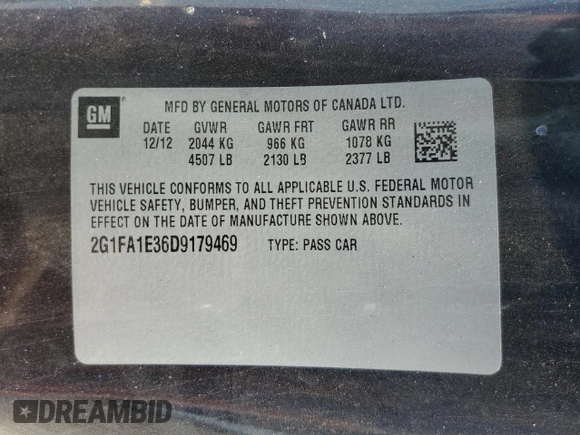 GM
MFD BY GENERAL MOTORS OF CANADA LTD.
DATE GVWR GAWR FRT GAWR RR
12/12 2044 KG 966 KG 1078 KG
4507 LB 2130 LB 2377 LB
THIS VEHICLE CONFORMS TO ALL APPLICABLE U.S. FEDERAL MOTOR
VEHICLE SAFETY, BUMPER, AND THEFT PREVENTION STANDARDS IN
EFFECT ON THE DATE OF MANUFACTURE SHOWN ABOVE.
2G1FA1E36D9179469 TYPE: PASS CAR
DREAMBID